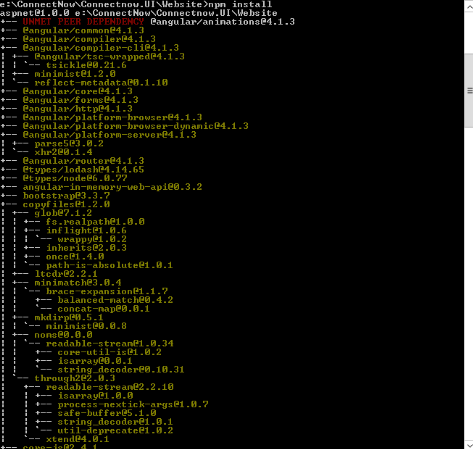 e:\ConnectNow\Connectnow.UI\Website>npm install
aspnet@1.0.0 e:\ConnectNow\Connectnow.UI\Website
+-- UNMET PEER DEPENDENCY @angular/animations@4.1.3
+-- @angular/common@4.1.3
+-- @angular/compiler@4.1.3
+-- @angular/compiler-cli@4.1.3
| +-- @angular/tsc-wrapped@4.1.3
| | `-- tsickle@0.21.6
| +-- minimist@1.2.0
| `-- reflect-metadata@0.1.10
+-- @angular/core@4.1.3
+-- @angular/forms@4.1.3
+-- @angular/http@4.1.3
+-- @angular/platform-browser@4.1.3
+-- @angular/platform-browser-dynamic@4.1.3
+-- @angular/platform-server@4.1.3
| +-- parse5@3.0.2
| `-- xhr2@0.1.4
+-- @angular/router@4.1.3
+-- @types/lodash@4.14.65
+-- @types/node@6.0.77
+-- angular-in-memory-web-api@0.3.2
+-- bootstrap@3.3.7
+-- copyfiles@1.2.0
| +-- glob@7.1.2
| | +-- fs.realpath@1.0.0
| | +-- inflight@1.0.6
| | | `-- wrappy@1.0.2
| | +-- inherits@2.0.3
| | +-- once@1.4.0
| | `-- path-is-absolute@1.0.1
| +-- ltcdr@2.2.1
| +-- minimatch@3.0.4
| | `-- brace-expansion@1.1.7
| |   +-- balanced-match@0.4.2
| |   `-- concat-map@0.0.1
| +-- mkdirp@0.5.1
| | `-- minimist@0.0.8
| +-- noms@0.0.0
| | `-- readable-stream@1.0.34
| |   +-- core-util-is@1.0.2
| |   +-- isarray@0.0.1
| |   `-- string_decoder@0.10.31
| `-- through2@2.0.3
|   +-- readable-stream@2.2.10
|   | +-- isarray@1.0.0
|   | +-- process-nextick-args@1.0.7
|   | +-- safe-buffer@5.1.0
|   | +-- string_decoder@1.0.1
|   | `-- util-deprecate@1.0.2
|   `-- xtend@4.0.1
+-- core-js@2.4.1